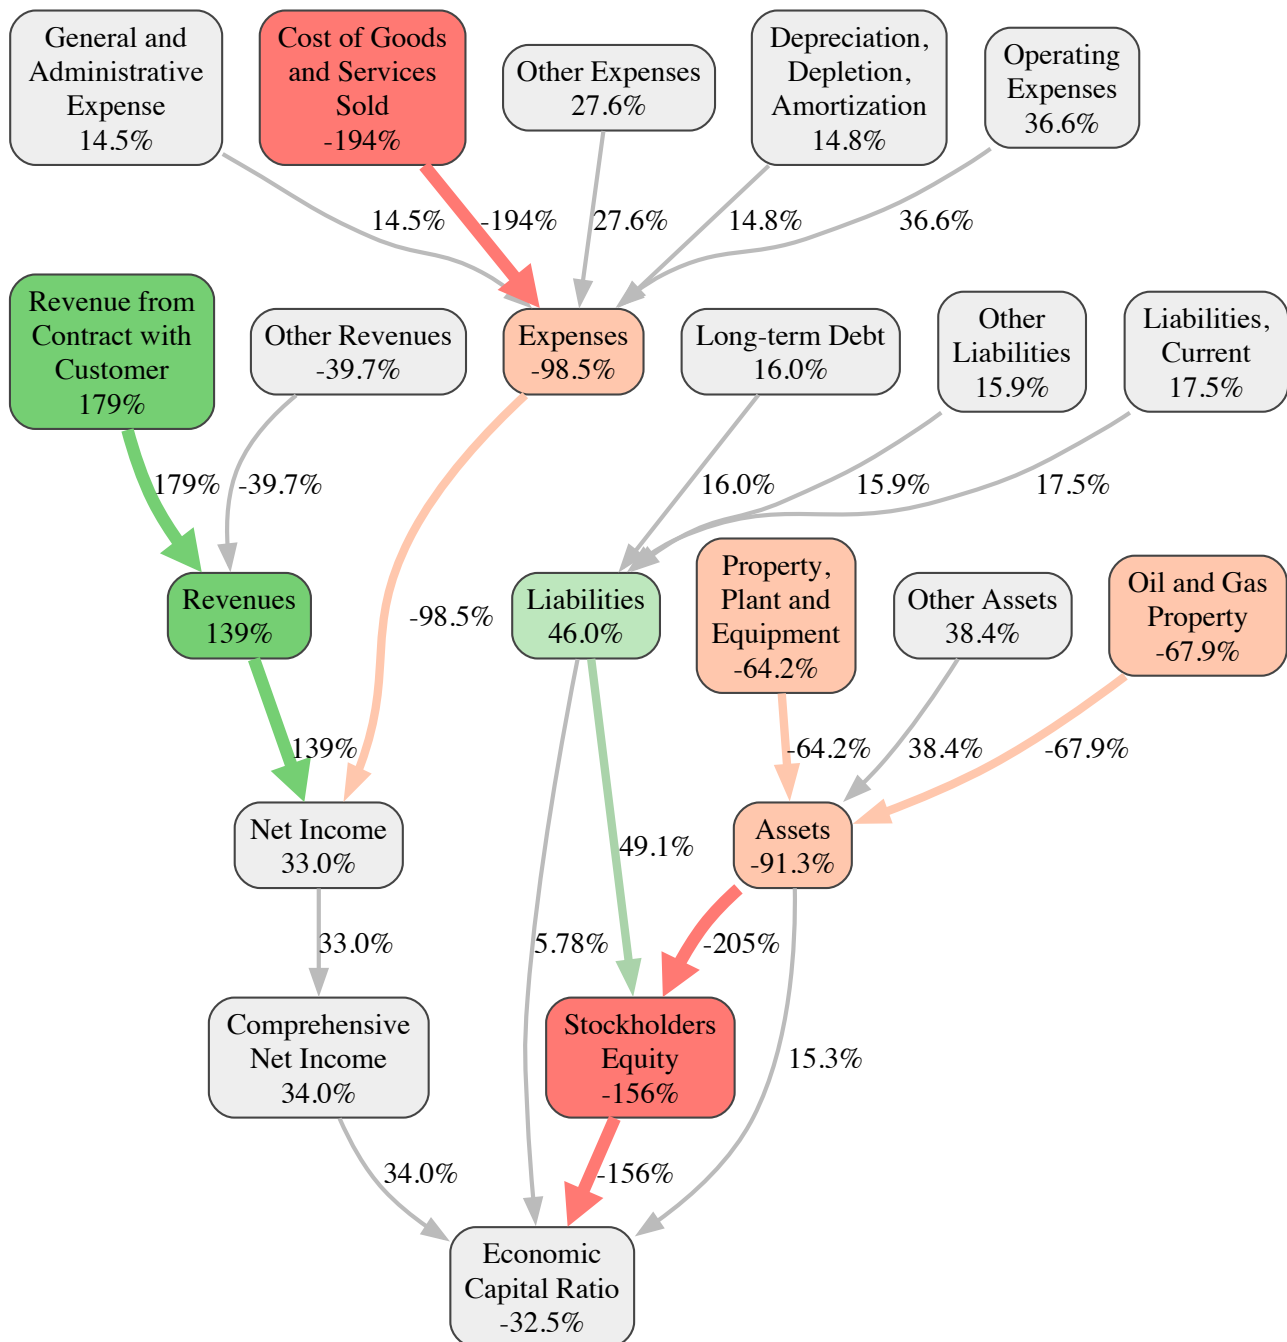 General and
Administrative
Expense
14.5%
Cost of Goods
and Services
Sold
-194%
Other Expenses
27.6%
Depreciation,
Depletion,
Amortization
14.8%
Operating
Expenses
36.6%
14.5%
-194%
27.6%
14.8%
36.6%
Revenue from
Contract with
Customer
179%
Other Revenues
-39.7%
Expenses
-98.5%
Long-term Debt
16.0%
Other
Liabilities
15.9%
Liabilities,
Current
17.5%
179%
-39.7%
16.0%
15.9%
17.5%
Revenues
139%
-98.5%
Liabilities
46.0%
Property,
Plant and
Equipment
-64.2%
Other Assets
38.4%
Oil and Gas
Property
-67.9%
139%
-64.2%
38.4%
-67.9%
Net Income
33.0%
49.1%
Assets
-91.3%
33.0%
5.78%
-205%
Comprehensive
Net Income
34.0%
Stockholders
Equity
-156%
15.3%
34.0%
-156%
Economic
Capital Ratio
-32.5%